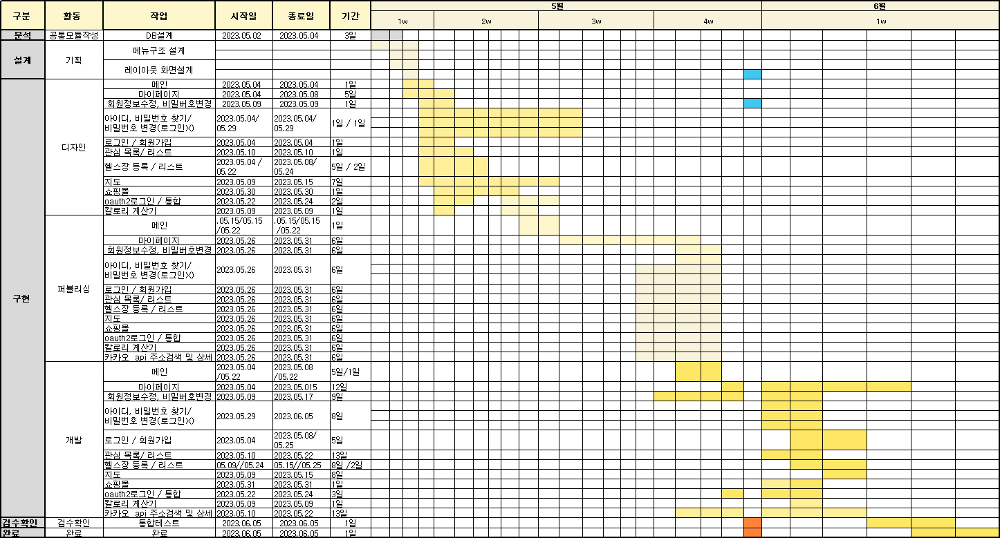 구분 활동 작업 시작일 종료일 기간 5월 6월
1w 2w 3w 4w 1w
분석 공통모듈작성 DB설계 2023.05.02 2023.05.04 3일
설계 기획 메뉴구조 설계
레이아웃 화면설계
구현 디자인 메인 2023.05.04 2023.05.04 1일
마이페이지 2023.05.04 2023.05.08 5일
회원정보수정, 비밀버호변경 2023.05.09 2023.05.09 1일
아이디, 비밀번호 찾기/ 2023.05.04/ 2023.05.04/ 1일 / 1일
비밀번호 변경(로그인X) 05.29 05.29
로그인 / 회원가입 2023.05.04 2023.05.04 1일
관심 목록/ 리스트 2023.05.10 2023.05.10 1일
헬스장 등록 / 리스트 2023.05.04 / 2023.05.08/ 5일 / 2일
05.22 05.24
지도 2023.05.09 2023.05.15 7일
쇼핑몰 2023.05.30 2023.05.30 1일
oauth2로그인 / 통합 2023.05.22 2023.05.24 2일
칼로리 계산기 2023.05.09 2023.05.09 1일
퍼블리싱 메인 .05.15/05.15 .05.15/05.15 1일
/05.22 /05.22
마이페이지 2023.05.26 2023.05.31 6일
회원정보수정, 비밀버호변경 2023.05.26 2023.05.31 6일
아이디, 비밀번호 찾기/ 2023.05.26 2023.05.31 6일
비밀번호 변경(로그인X)
로그인 / 회원가입 2023.05.26 2023.05.31 6일
관심 목록/ 리스트 2023.05.26 2023.05.31 6일
헬스장 등록 / 리스트 2023.05.26 2023.05.31 6일
지도 2023.05.26 2023.05.31 6일
쇼핑몰 2023.05.26 2023.05.31 6일
oauth2로그인 / 통합 2023.05.26 2023.05.31 6일
칼로리 계산기 2023.05.26 2023.05.31 6일
카카오 api 주소검색 및 상세 2023.05.26 2023.05.31 6일
개발 메인 2023.05.04 2023.05.08 5일/1일
/05.22 /05.22
마이페이지 2023.05.04 2023.05.015 12일
회원정보수정, 비밀버호변경 2023.05.09 2023.05.17 9일
아이디, 비밀번호 찾기/ 2023.05.29 2023.06.05 8일
비밀번호 변경(로그인X)
로그인 / 회원가입 2023.05.04 2023.05.08/ 5일
05.25
관심 목록/ 리스트 2023.05.10 2023.05.22 13일
헬스장 등록 / 리스트 05.09//05.24 05.15//05.25 8일 /2일
지도 2023.05.09 2023.05.15 8일
쇼핑몰 2023.05.31 2023.05.31 1일
oauth2로그인 / 통합 2023.05.22 2023.05.24 3일
칼로리 계산기 2023.05.09 2023.05.09 1일
카카오 api 주소검색 및 상세 2023.05.10 2023.05.22 13일
검수확인 검수확인 통합테스트 2023.06.05 2023.06.05 1일
완료 완료 완료 2023.06.05 2023.06.05 1일